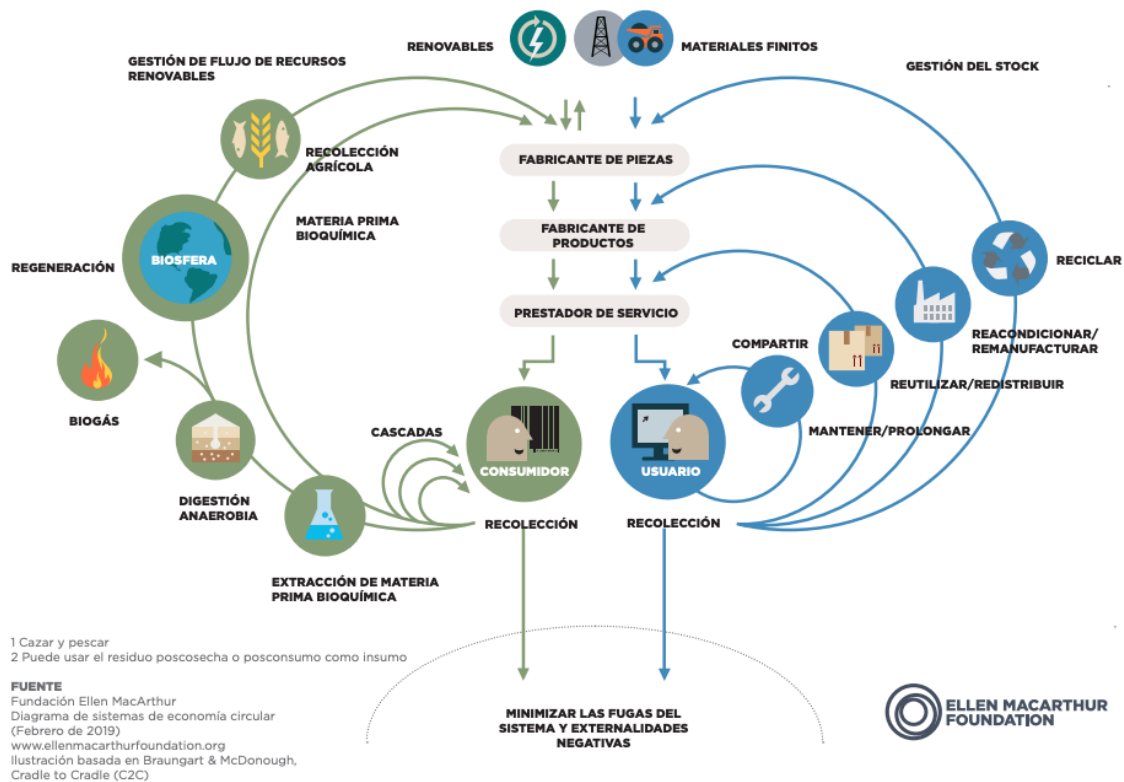 RENOVABLES
MATERIALES FINITOS
GESTIÓN DE FLUJO DE RECURSOS
RENOVABLES
GESTIÓN DEL STOCK
RECOLECCIÓN
AGRÍCOLA
FABRICANTE DE PIEZAS
MATERIA PRIMA
BIOQUÍMICA
FABRICANTE DE
PRODUCTOS
REGENERACIÓN
BIOSFERA
RECICLAR
PRESTADOR DE SERVICIO
REACONDICIONAR/
REMANUFACTURAR
COMPARTIR
REUTILIZAR/REDISTRIBUIR
BIOGÁS
CASCADAS
MANTENER/PROLONGAR
CONSUMIDOR
USUARIO
DIGESTIÓN
ANAEROBIA
RECOLECCIÓN
RECOLECCIÓN
EXTRACCIÓN DE MATERIA
PRIMA BIOQUÍMICA
1 Cazar y pescar
2 Puede usar el residuo poscosecha o posconsumo como insumo
FUENTE
Fundación Ellen MacArthur
Diagrama de sistemas de economía circular
(Febrero de 2019)
www.ellenmacarthurfoundation.org
Ilustración basada en Braungart & McDonough,
Cradle to Cradle (C2C)
MINIMIZAR LAS FUGAS DEL
SISTEMA Y EXTERNALIDADES
NEGATIVAS
ELLEN MACARTHUR
FOUNDATION